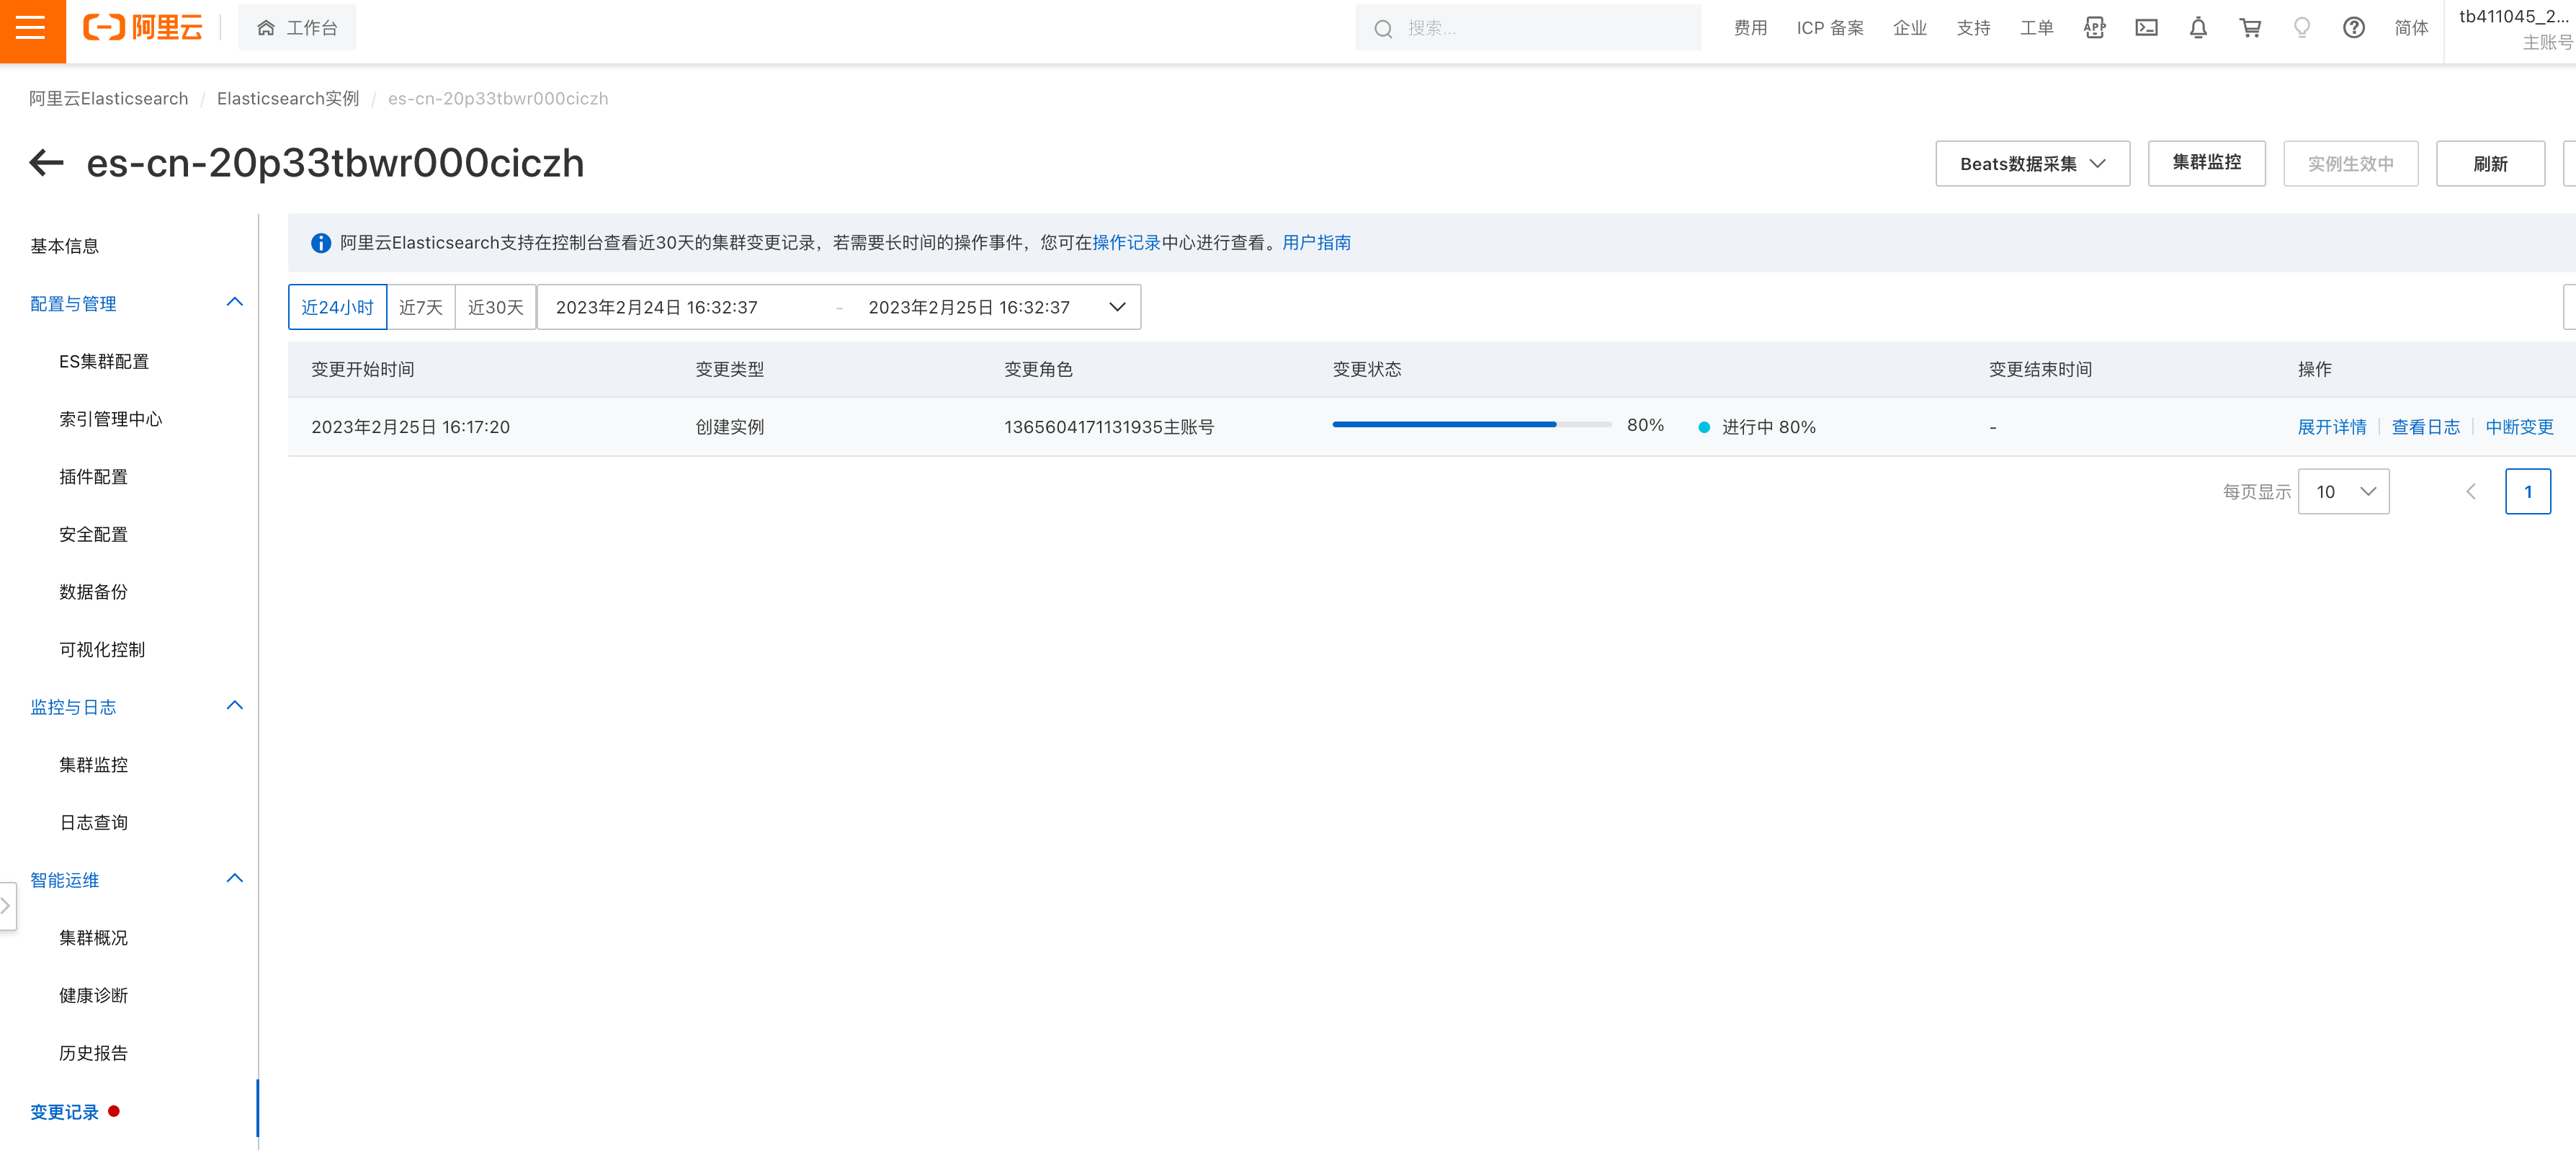 阿里云
工作台
搜索...
费用
ICP 备案
企业
支持
工单
APP
简体
tb411045_2...
主账号
阿里云Elasticsearch / Elasticsearch实例 / es-cn-20p33tbwr000ciczh
es-cn-20p33tbwr000ciczh
Beats数据采集
集群监控
实例生效中
刷新
基本信息
配置与管理
ES集群配置
索引管理中心
插件配置
安全配置
数据备份
可视化控制
监控与日志
集群监控
日志查询
智能运维
集群概况
健康诊断
历史报告
变更记录
阿里云Elasticsearch支持在控制台查看近30天的集群变更记录，若需要长时间的操作事件，您可在操作记录中心进行查看。用户指南
近24小时 近7天 近30天 2023年2月24日 16:32:37 - 2023年2月25日 16:32:37
变更开始时间 变更类型 变更角色 变更状态 变更结束时间 操作
2023年2月25日 16:17:20 创建实例 1365604171131935主账号 80% 进行中 80% - 展开详情 查看日志 中断变更
每页显示 10 1